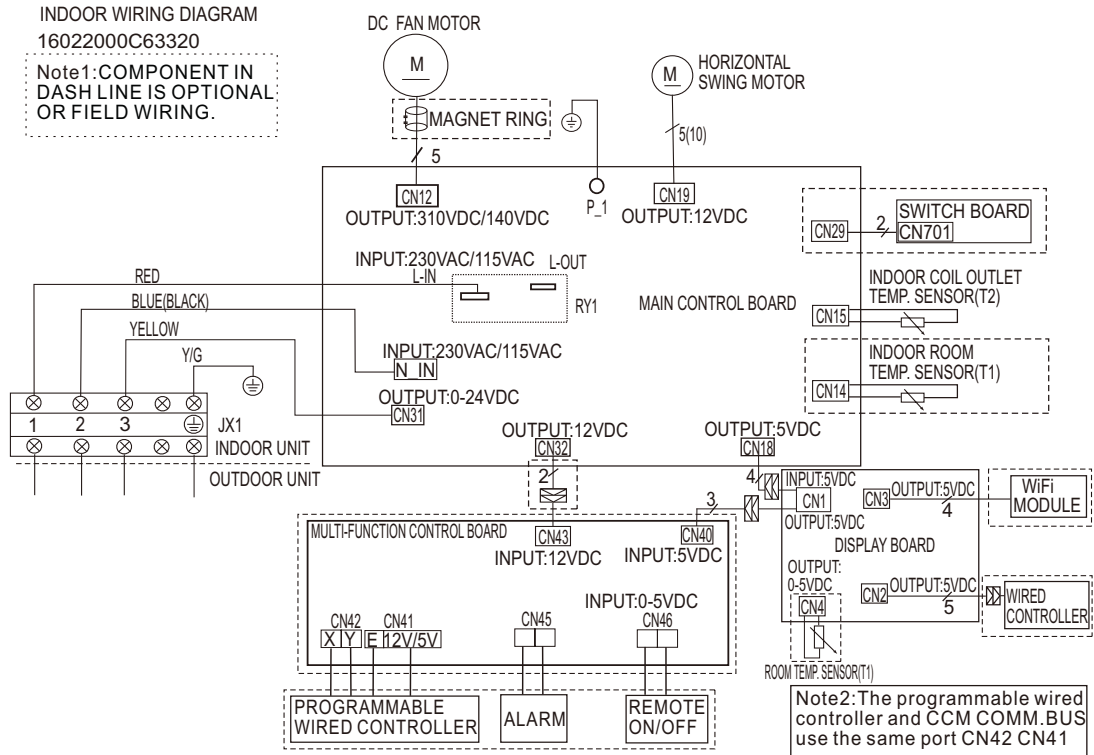 INDOOR WIRING DIAGRAM
16022000C63320
Note1:COMPONENT IN
DASH LINE IS OPTIONAL
OR FIELD WIRING.
DC FAN MOTOR
M
MAGNET RING
5
M
HORIZONTAL
SWING MOTOR
5(10)
CN12
OUTPUT:310VDC/140VDC
P_1
CN19
OUTPUT:12VDC
INPUT:230VAC/115VAC
L-IN
L-OUT
RY1
MAIN CONTROL BOARD
CN29
2
SWITCH BOARD
CN701
INDOOR COIL OUTLET
TEMP. SENSOR(T2)
CN15
INDOOR ROOM
TEMP. SENSOR(T1)
CN14
RED
BLUE(BLACK)
YELLOW
Y/G
INPUT:230VAC/115VAC
N_IN
OUTPUT:0-24VDC
CN31
1 2 3
JX1
INDOOR UNIT
OUTDOOR UNIT
OUTPUT:12VDC
CN32
2
OUTPUT:5VDC
CN18
4
3
INPUT:5VDC
CN1
OUTPUT:5VDC
CN3
OUTPUT:5VDC
4
WiFi
MODULE
DISPLAY BOARD
OUTPUT:
0-5VDC
CN4
CN2
OUTPUT:5VDC
5
WIRED
CONTROLLER
ROOM TEMP. SENSOR(T1)
MULTI-FUNCTION CONTROL BOARD
CN43
INPUT:12VDC
CN40
INPUT:5VDC
INPUT:0-5VDC
CN42 CN41
X Y E 12V/5V
CN45
CN46
PROGRAMMABLE
WIRED CONTROLLER
ALARM
REMOTE
ON/OFF
Note2:The programmable wired
controller and CCM COMM.BUS
use the same port CN42 CN41